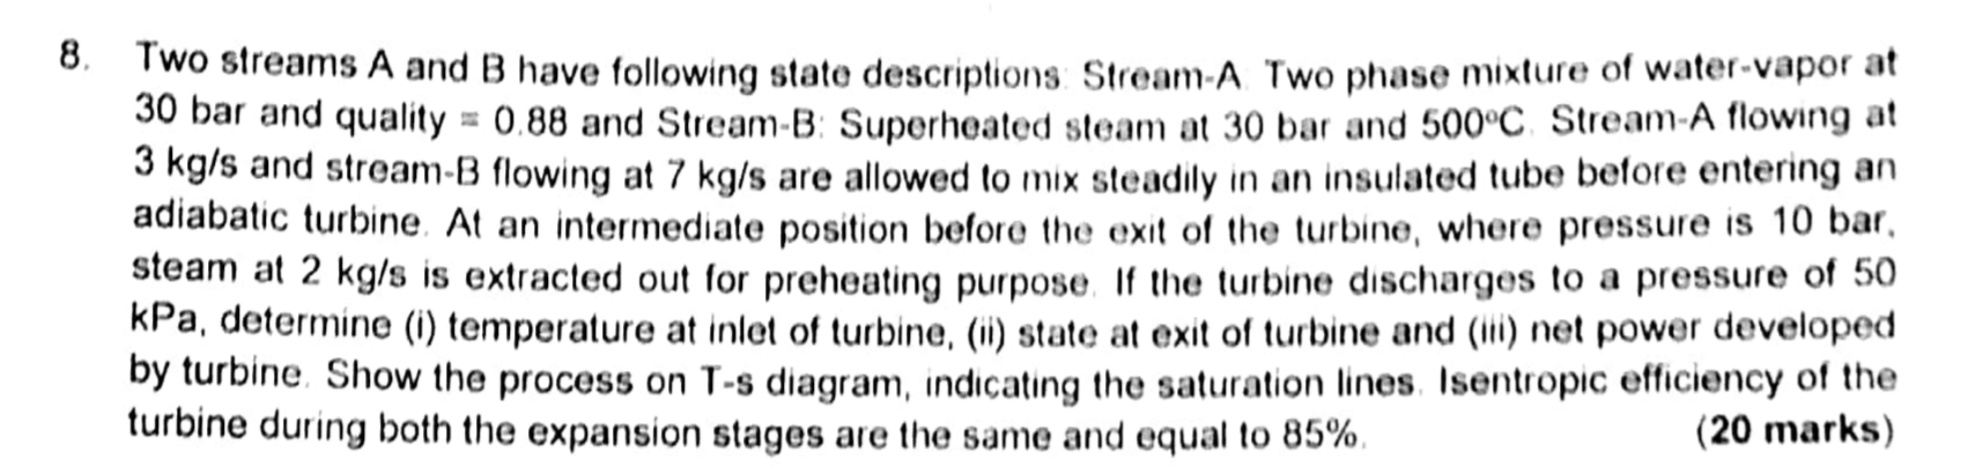 8. Two streams A and B have following state descriptions: Stream-A: Two phase mixture of water-vapor at
30 bar and quality = 0.88 and Stream-B: Superheated steam at 30 bar and 500°C. Stream-A flowing at
3 kg/s and stream-B flowing at 7 kg/s are allowed to mix steadily in an insulated tube before entering an
adiabatic turbine. At an intermediate position before the exit of the turbine, where pressure is 10 bar,
steam at 2 kg/s is extracted out for preheating purpose. If the turbine discharges to a pressure of 50
kPa, determine (i) temperature at inlet of turbine, (ii) state at exit of turbine and (iii) net power developed
by turbine. Show the process on T-s diagram, indicating the saturation lines. Isentropic efficiency of the
turbine during both the expansion stages are the same and equal to 85%. (20 marks)